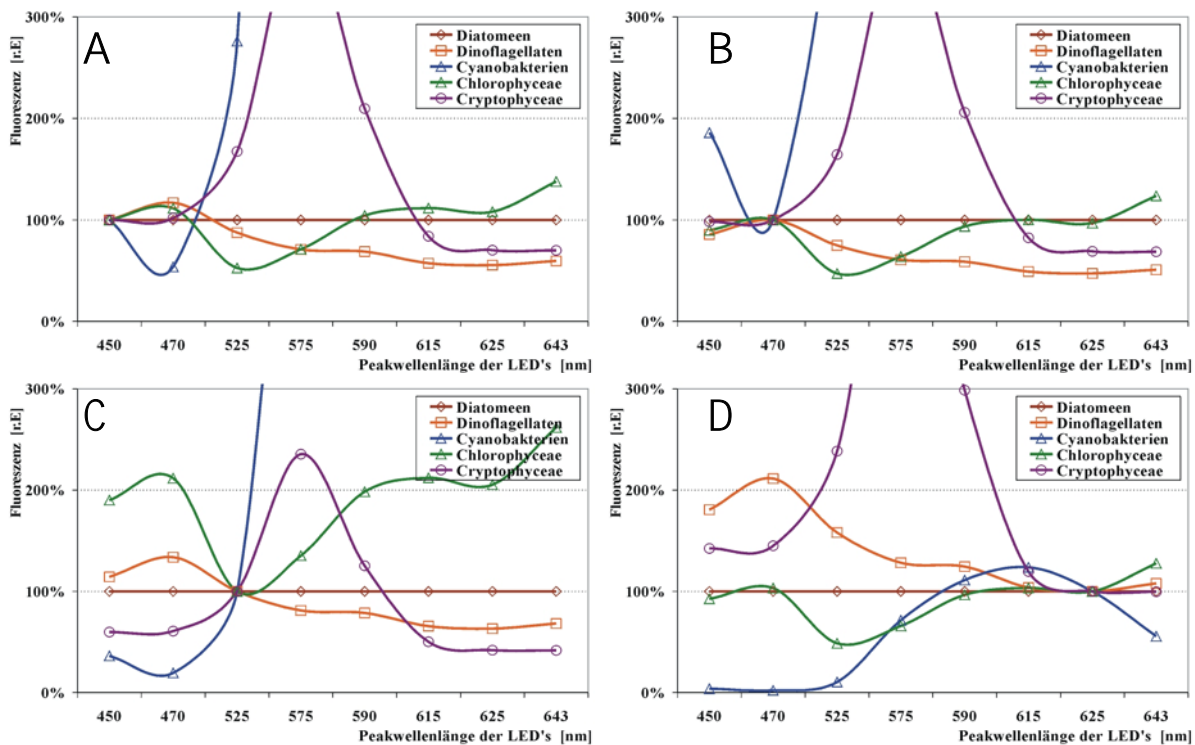 A
Fluoreszenz [r.E]
300%
200%
100%
0%
Diatomeen
Dinoflagellaten
Cyanobakterien
Chlorophyceae
Cryptophyceae
450 470 525 575 590 615 625 643
Peakwellenlänge der LED's [nm]
B
Fluoreszenz [r.E]
300%
200%
100%
0%
Diatomeen
Dinoflagellaten
Cyanobakterien
Chlorophyceae
Cryptophyceae
450 470 525 575 590 615 625 643
Peakwellenlänge der LED's [nm]
C
Fluoreszenz [r.E]
300%
200%
100%
0%
Diatomeen
Dinoflagellaten
Cyanobakterien
Chlorophyceae
Cryptophyceae
450 470 525 575 590 615 625 643
Peakwellenlänge der LED's [nm]
D
Fluoreszenz [r.E]
300%
200%
100%
0%
Diatomeen
Dinoflagellaten
Cyanobakterien
Chlorophyceae
Cryptophyceae
450 470 525 575 590 615 625 643
Peakwellenlänge der LED's [nm]